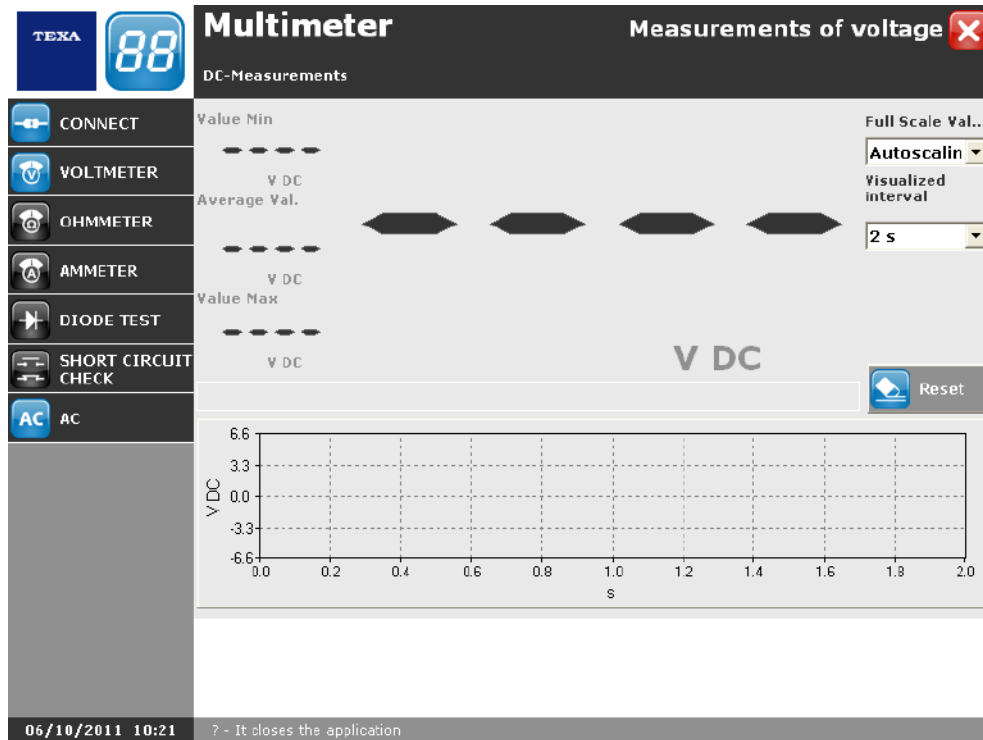 TEXA
88
Multimeter
Measurements of voltage
DC-Measurements
CONNECT
VOLTMETER
OHMMETER
AMMETER
DIODE TEST
SHORT CIRCUIT
CHECK
AC AC
Value Min
- - - -
V DC
Average Val.
- - - -
V DC
Value Max
- - - -
V DC
- - - -
V DC
Full Scale Val..
Autoscalin
Visualized
interval
2 s
Reset
V DC
6.6
3.3
0.0
-3.3
-6.6
0.0 0.2 0.4 0.6 0.8 1.0 1.2 1.4 1.6 1.8 2.0
s
06/10/2011 10:21
? - It closes the application